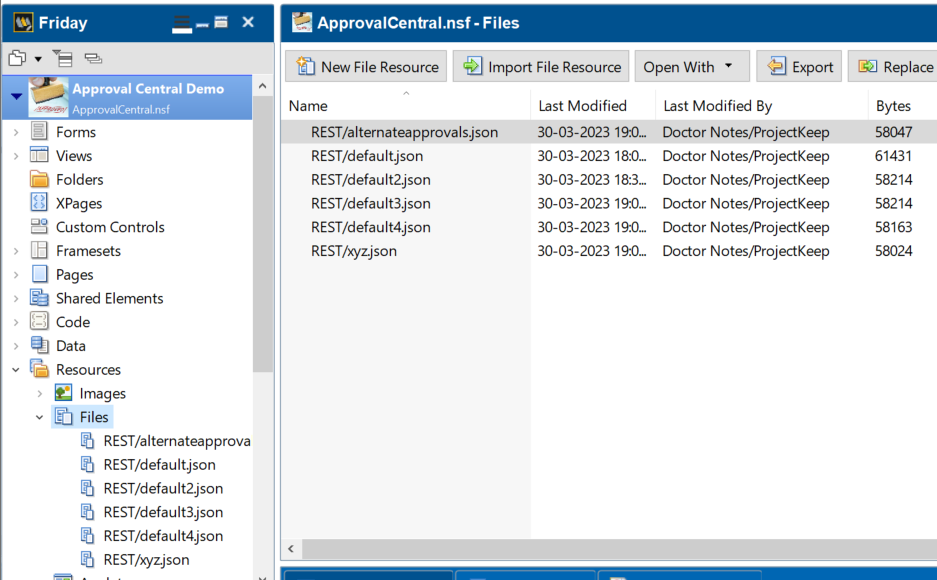 Friday
Approval Central Demo
ApprovalCentral.nsf
Forms
Views
Folders
XPages
Custom Controls
Framesets
Pages
Shared Elements
Code
Data
Resources
Images
Files
REST/alternateapprova
REST/default.json
REST/default2.json
REST/default3.json
REST/default4.json
REST/xyz.json
ApprovalCentral.nsf - Files
New File Resource Import File Resource Open With Export Replace
Name Last Modified Last Modified By Bytes
REST/alternateapprovals.json 30-03-2023 19:0... Doctor Notes/ProjectKeep 58047
REST/default.json 30-03-2023 18:0... Doctor Notes/ProjectKeep 61431
REST/default2.json 30-03-2023 18:3... Doctor Notes/ProjectKeep 58214
REST/default3.json 30-03-2023 19:0... Doctor Notes/ProjectKeep 58214
REST/default4.json 30-03-2023 19:0... Doctor Notes/ProjectKeep 58163
REST/xyz.json 30-03-2023 19:0... Doctor Notes/ProjectKeep 58024